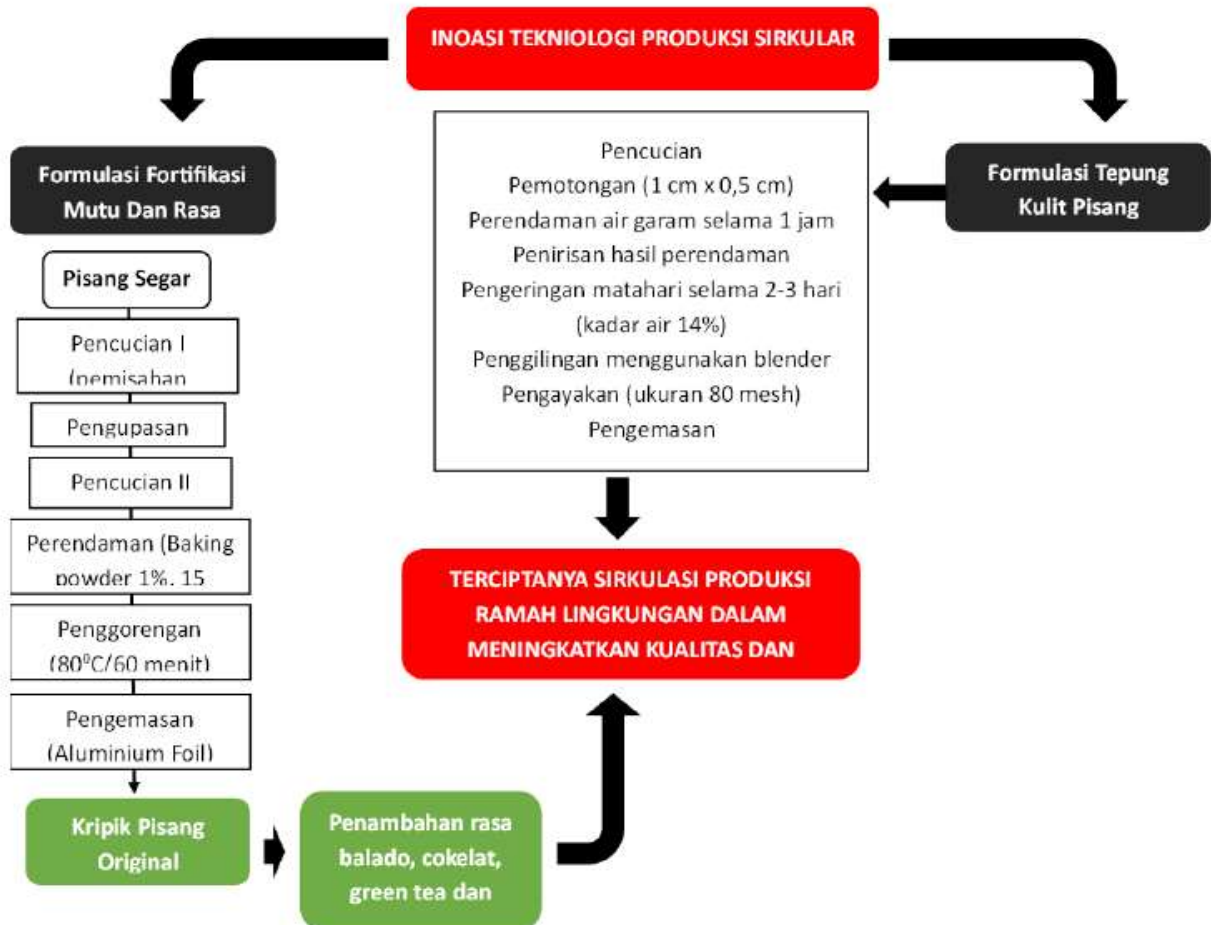 INOASI TEKNIOLOGI PRODUKSI SIRKULAR
Formulasi Fortifikasi
Mutu Dan Rasa
Pisang Segar
Pencucian I
(pemisahan
Pengupasan
Pencucian II
Perendaman (Baking
powder 1%. 15
Penggorengan
(80⁰C/60 menit)
Pengemasan
(Aluminium Foil)
Kripik Pisang
Original
Penambahan rasa
balado, cokelat,
green tea dan
Formulasi Tepung
Kulit Pisang
Pencucian
Pemotongan (1 cm x 0,5 cm)
Perendaman air garam selama 1 jam
Penirisan hasil perendaman
Pengeringan matahari selama 2-3 hari
(kadar air 14%)
Penggilingan menggunakan blender
Pengayakan (ukuran 80 mesh)
Pengemasan
TERCIPTANYA SIRKULASI PRODUKSI
RAMAH LINGKUNGAN DALAM
MENINGKATKAN KUALITAS DAN